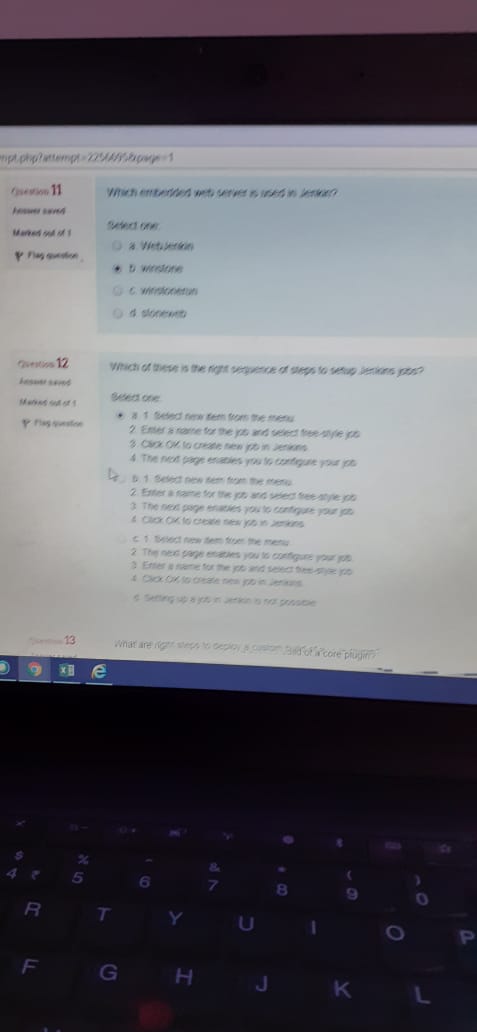 mpt.php?attempt=2256695&page=1
Question 11
Answer saved
Marked out of 1
Flag question
Which embedded web server is used in Jenkin?
Select one:
a. WebJenkin
b. winstone
c. winstonerun
d. stoneweb
Question 12
Answer saved
Marked out of 1
Flag question
Which of these is the right sequence of steps to setup Jenkins jobs?
Select one:
a. 1. Select new item from the menu
2. Enter a name for the job and select free-style job
3. Click OK to create new job in Jenkins
4. The next page enables you to configure your job
b. 1. Select new item from the menu
2. Enter a name for the job and select free-style job
3. The next page enables you to configure your job
4. Click OK to create new job in Jenkins
c. 1. Select new item from the menu
2. The next page enables you to configure your job.
3. Enter a name for the job and select free-style job
4. Click OK to create new job in Jenkins
d. Setting up a job in Jenkin is not possible
Question 13
What are right steps to deploy a custom build of a core plugin?
$ % ^ & * ( )
4 ₹ 5 6 7 8 9 0
R T Y U I O P
F G H J K L